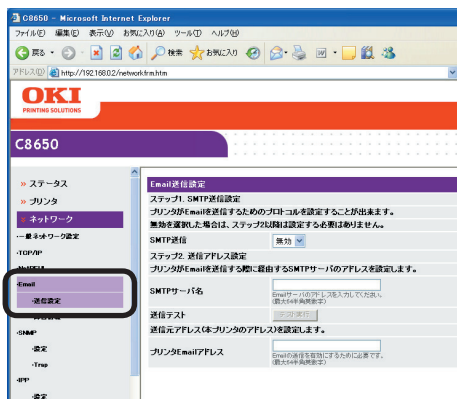 C8650 - Microsoft Internet Explorer
ファイル(F) 編集(E) 表示(V) お気に入り(A) ツール(T) ヘルプ(H)
戻る 検索 お気に入り
アドレス(D) http://192.168.0.2/networkfrm.htm
OKI
PRINTING SOLUTIONS
C8650
» ステータス
» プリンタ
» ネットワーク
・一般ネットワーク設定
・TCP/IP
・Email
・送信設定
・SNMP
・設定
・Trap
・IPP
・設定
Email送信設定
ステップ1. SMTP送信設定
プリンタがEmailを送信するためのプロトコルを設定することが出来ます。
無効を選択した場合は、ステップ2以降は設定する必要はありません。
SMTP送信 無効
ステップ2. 送信アドレス設定
プリンタがEmailを送信する際に経由するSMTPサーバのアドレスを設定します。
SMTPサーバ名
Emailサーバのアドレスを入力してください。
(最大64半角英数字)
送信テスト テスト実行
送信元アドレス(本プリンタのアドレス)を設定します。
プリンタEmailアドレス
Emailの送信を有効にするために必要です。
(最大64半角英数字)